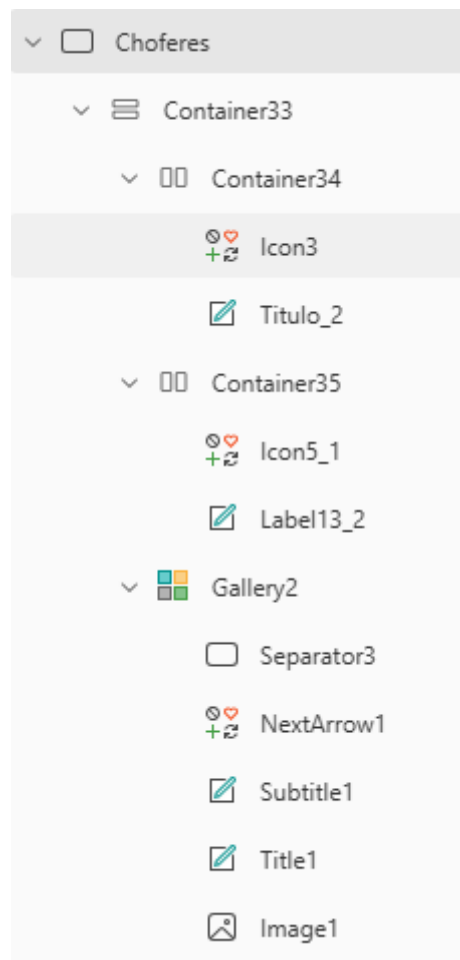 Choferes
Container33
Container34
Icon3
Titulo_2
Container35
Icon5_1
Label13_2
Gallery2
Separator3
NextArrow1
Subtitle1
Title1
Image1